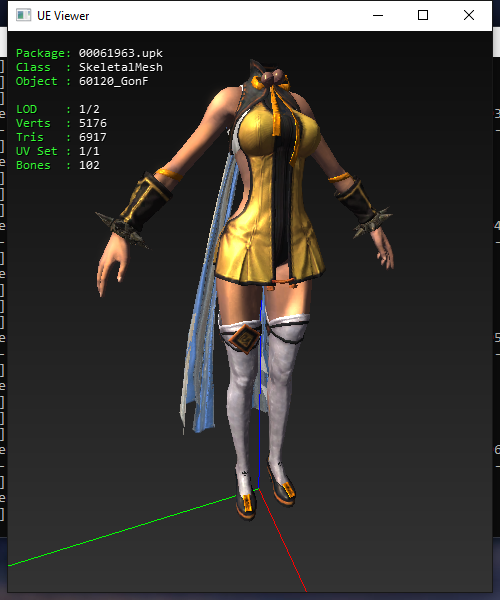 UE Viewer
Package: 00061963.upk
Class : SkeletalMesh
Object : 60120_GonF
LOD : 1/2
Verts : 5176
Tris : 6917
UV Set : 1/1
Bones : 102